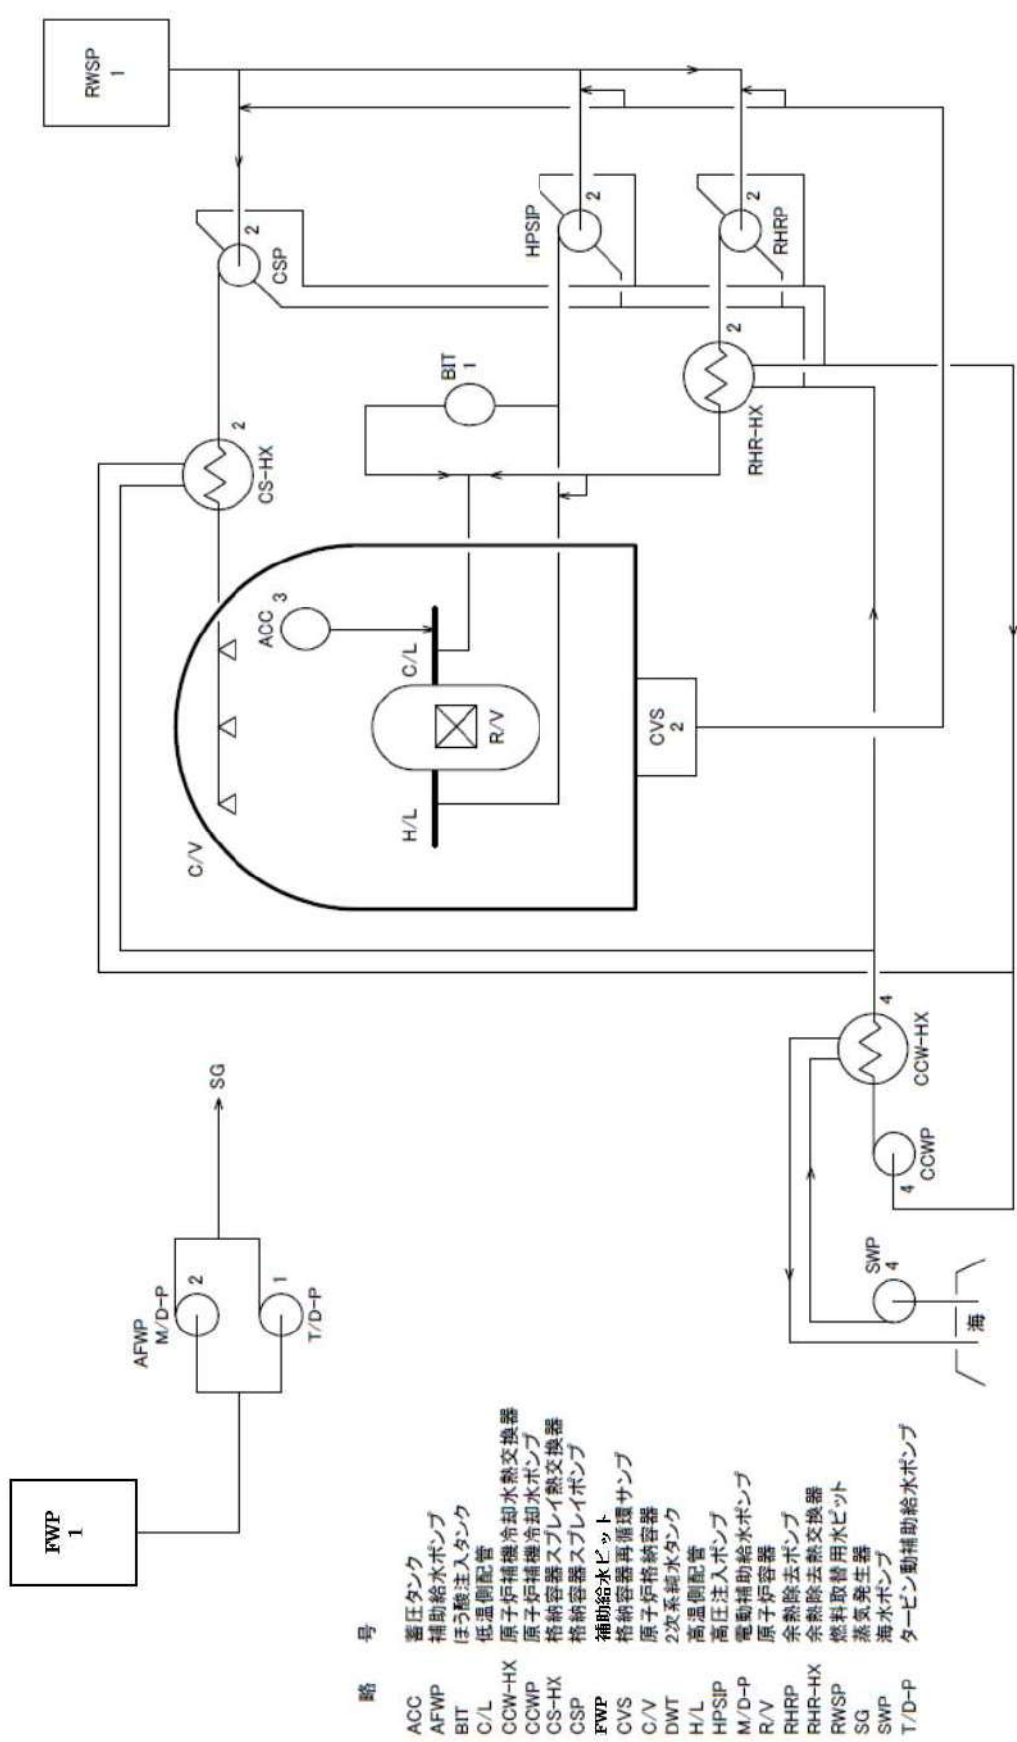 FWP
1
AFWP
M/D-P
2
1
T/D-P
SG
RWSP
1
CSP
2
HPSIP
2
RHRP
2
CS-HX
2
BIT
1
RHR-HX
2
C/V
ACC 3
C/L
H/L
R/V
CVS
2
CCW-HX
4
CCWP
4
SWP
4
海
略 号
ACC 蓄圧タンク
AFWP 補助給水ポンプ
BIT ほう酸注入タンク
C/L 低温側配管
CCW-HX 原子炉補機冷却水熱交換器
CCWP 原子炉補機冷却水ポンプ
CS-HX 格納容器スプレイ熱交換器
CSP 格納容器スプレイポンプ
FWP 補助給水ピット
CVS 格納容器再循環サンプ
C/V 原子炉格納容器
DWT 2次系純水タンク
H/L 高温側配管
HPSIP 高圧注入ポンプ
M/D-P 電動補助給水ポンプ
R/V 原子炉容器
RHRP 余熱除去ポンプ
RHR-HX 余熱除去熱交換器
RWSP 燃料取替用水ピット
SG 蒸気発生器
SWP 海水ポンプ
T/D-P タービン動補助給水ポンプ